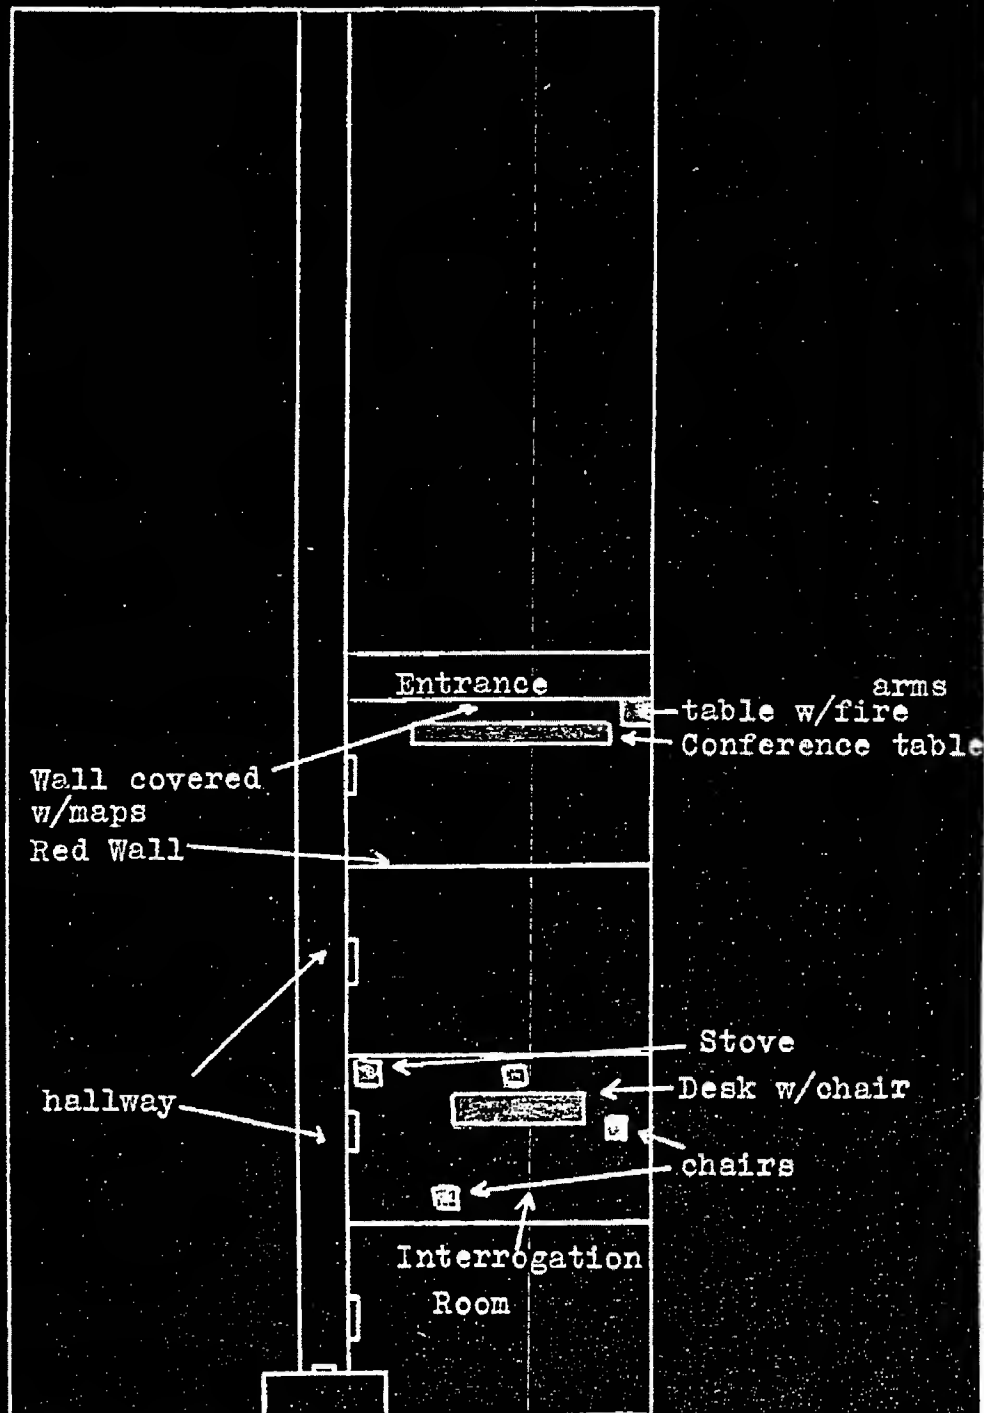 Entrance
arms
table w/fire
Conference table
Wall covered
w/maps
Red Wall
Stove
Desk w/chair
hallway
chairs
Interrogation
Room